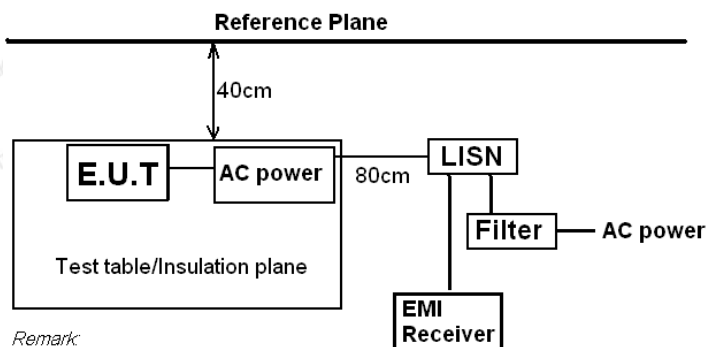 Reference Plane
40cm
E.U.T
AC power
80cm
LISN
Filter
AC power
Test table/Insulation plane
EMI
Receiver
Remark: